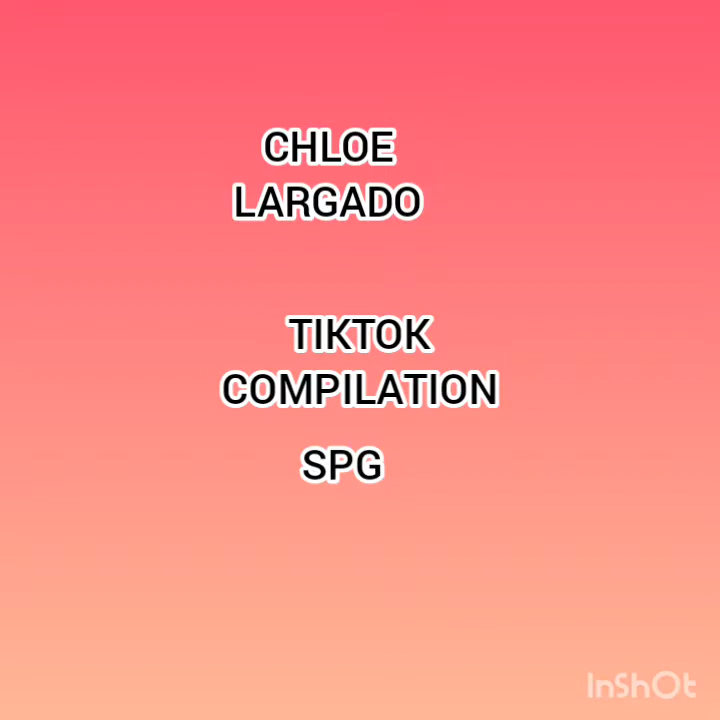 CHLOE
LARGADO
TIKTOK
COMPILATION
SPG
InShOt